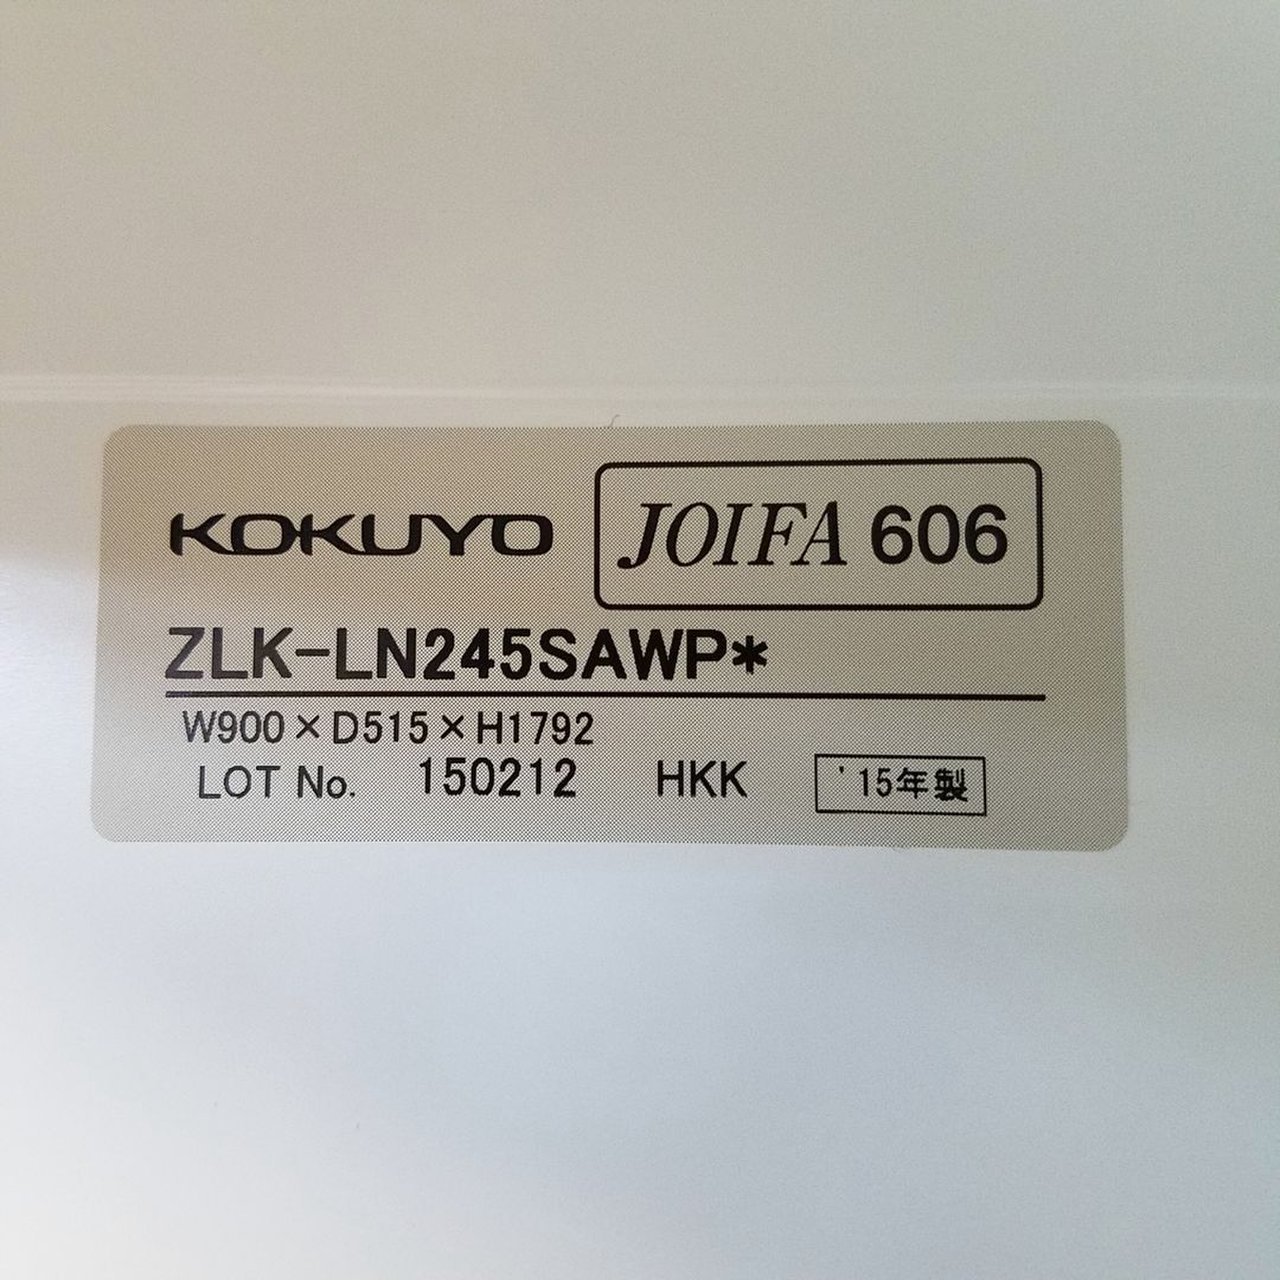 KOKUYO JOIFA 606
ZLK-LN245SAWP*
W900×D515×H1792
LOT No. 150212 HKK '15年製